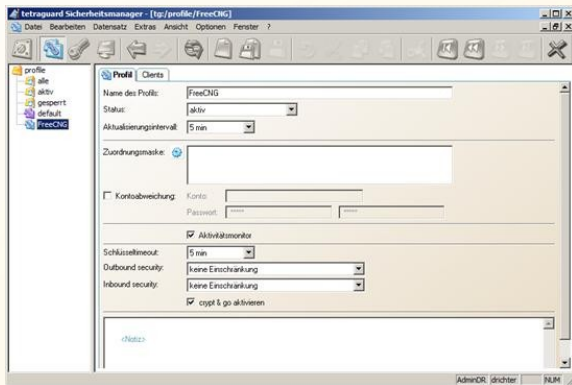 tetraguard Sicherheitsmanager - [tg:/profile/FreeCNG]
Datei Bearbeiten Datensatz Extras Ansicht Optionen Fenster ?
profile
alle
aktiv
gesperrt
default
FreeCNG
Profil Clients
Name des Profils: FreeCNG
Status: aktiv
Aktualisierungsintervall: 5 min
Zuordnungsmaske:
Kontoabweichung: Konto:
Passwort: ***** *****
Aktivitätsmonitor
Schlüsseltimeout: 5 min
Outbound security: keine Einschränkung
Inbound security: keine Einschränkung
crypt & go aktivieren
<Notiz>
AdminDR drichter NUM